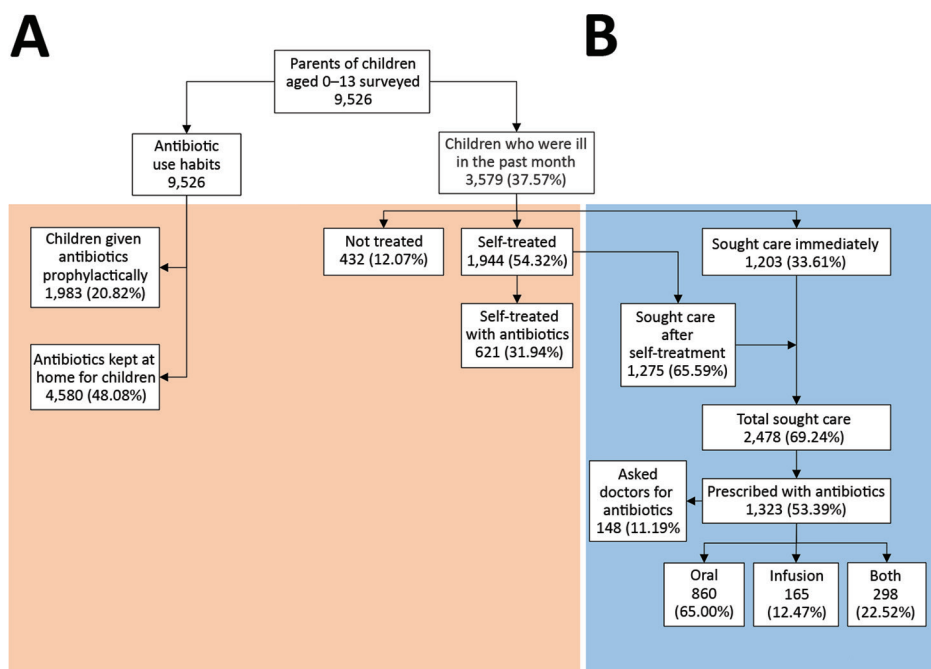 A
B
Parents of children
aged 0–13 surveyed
9,526
Antibiotic
use habits
9,526
Children who were ill
in the past month
3,579 (37.57%)
Children given
antibiotics
prophylactically
1,983 (20.82%)
Antibiotics kept at
home for children
4,580 (48.08%)
Not treated
432 (12.07%)
Self-treated
1,944 (54.32%)
Self-treated
with antibiotics
621 (31.94%)
Sought care immediately
1,203 (33.61%)
Sought care
after
self-treatment
1,275 (65.59%)
Total sought care
2,478 (69.24%)
Prescribed with antibiotics
1,323 (53.39%)
Asked
doctors for
antibiotics
148 (11.19%
Oral
860
(65.00%)
Infusion
165
(12.47%)
Both
298
(22.52%)